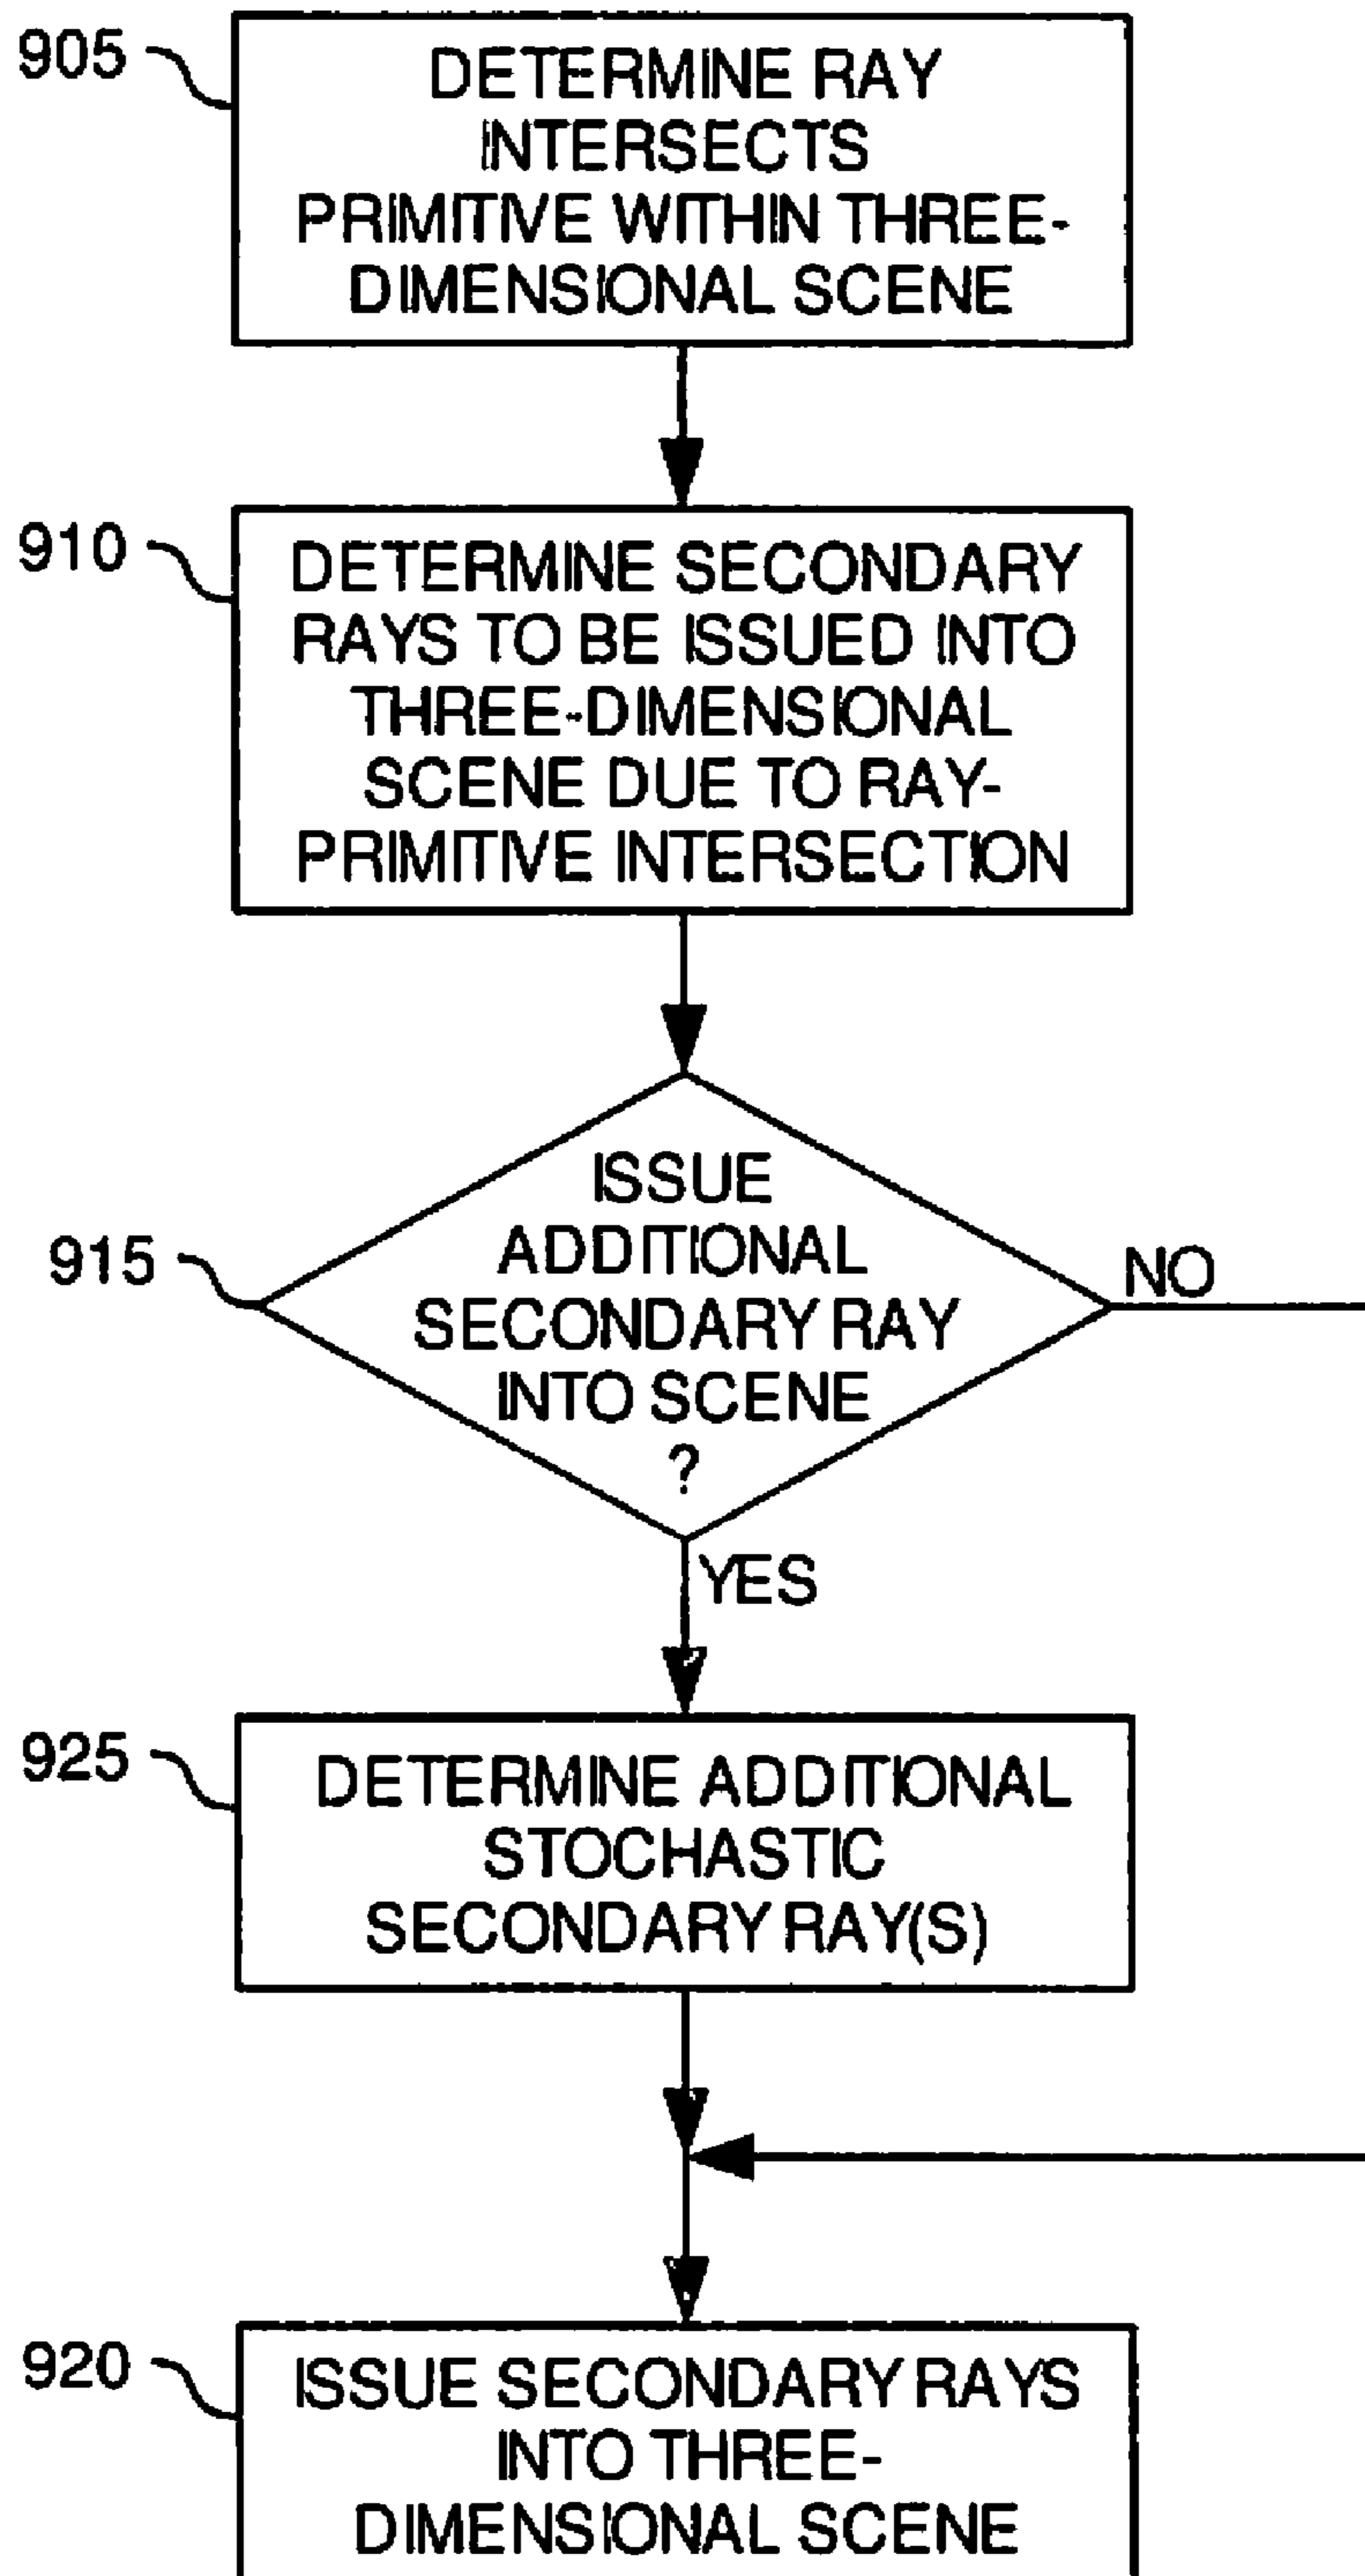 905
DETERMINE RAY
INTERSECTS
PRIMITIVE WITHIN THREE-
DIMENSIONAL SCENE
910
DETERMINE SECONDARY
RAYS TO BE ISSUED INTO
THREE-DIMENSIONAL
SCENE DUE TO RAY-
PRIMITIVE INTERSECTION
915
ISSUE
ADDITIONAL
SECONDARY RAY
INTO SCENE
?
NO
YES
925
DETERMINE ADDITIONAL
STOCHASTIC
SECONDARY RAY(S)
920
ISSUE SECONDARY RAYS
INTO THREE-
DIMENSIONAL SCENE